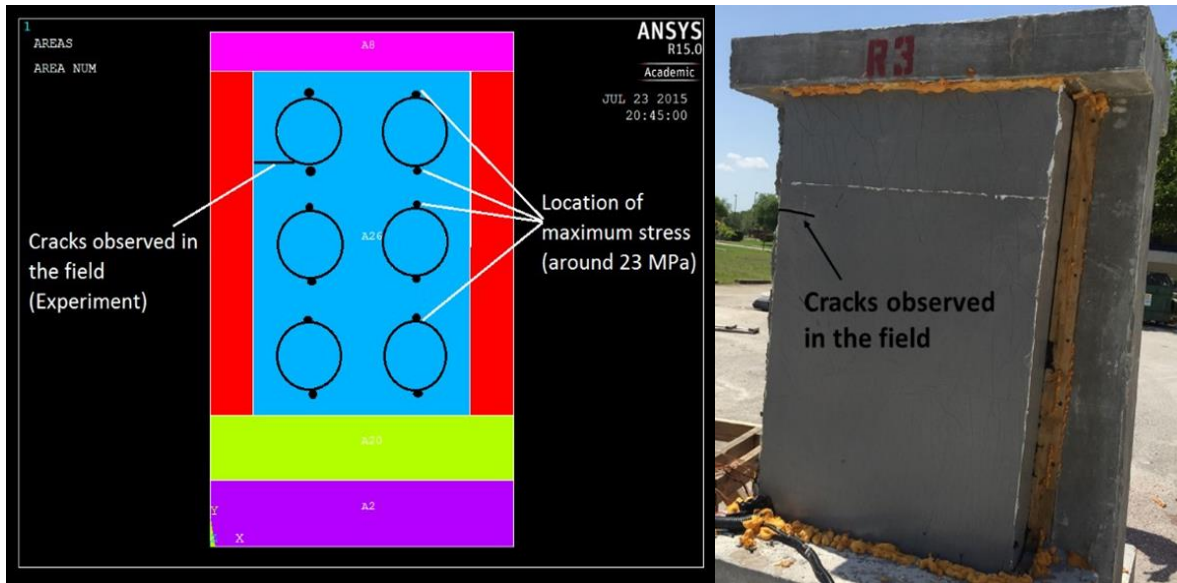 1
AREAS
AREA NUM
ANSYS
R15.0
Academic
JUL 23 2015
20:45:00
A8
A26
A20
A2
Y
X
Cracks observed in
the field
(Experiment)
Location of
maximum stress
(around 23 MPa)
R3
Cracks observed
in the field